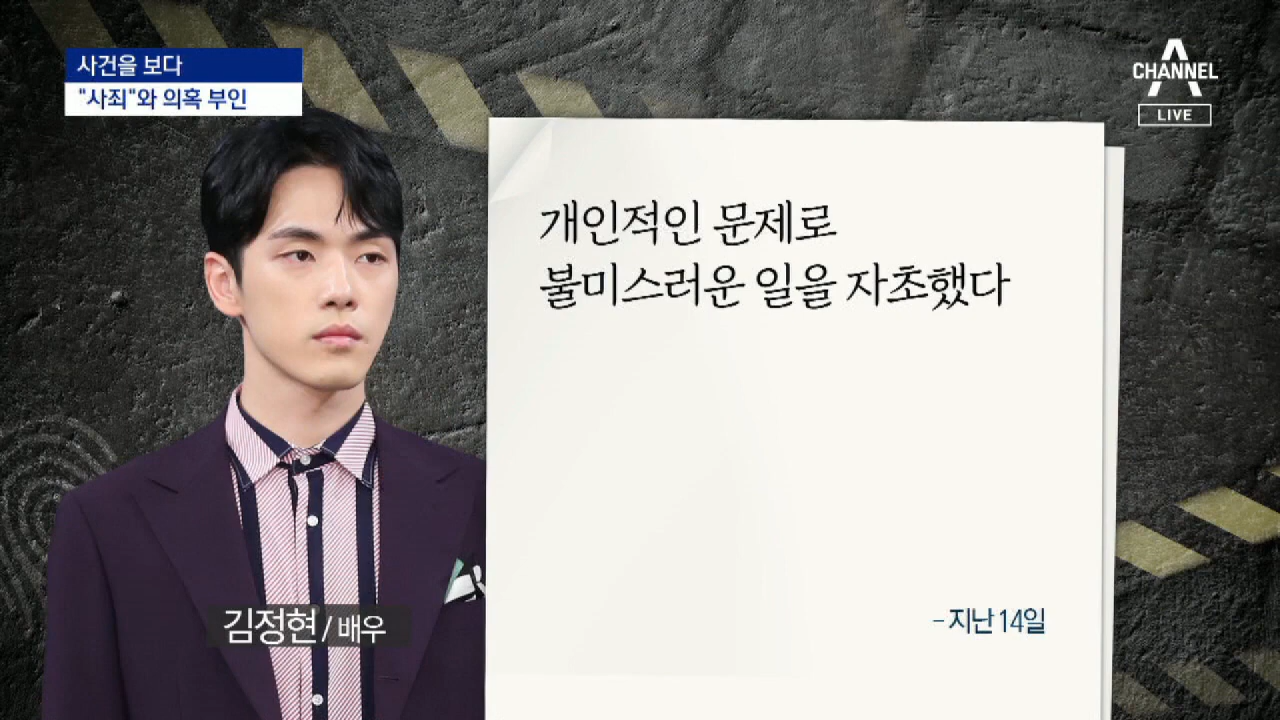 사건을 보다
"사죄"와 의혹 부인
CHANNEL A
LIVE
개인적인 문제로
불미스러운 일을 자초했다
- 지난 14일
김정현 / 배우